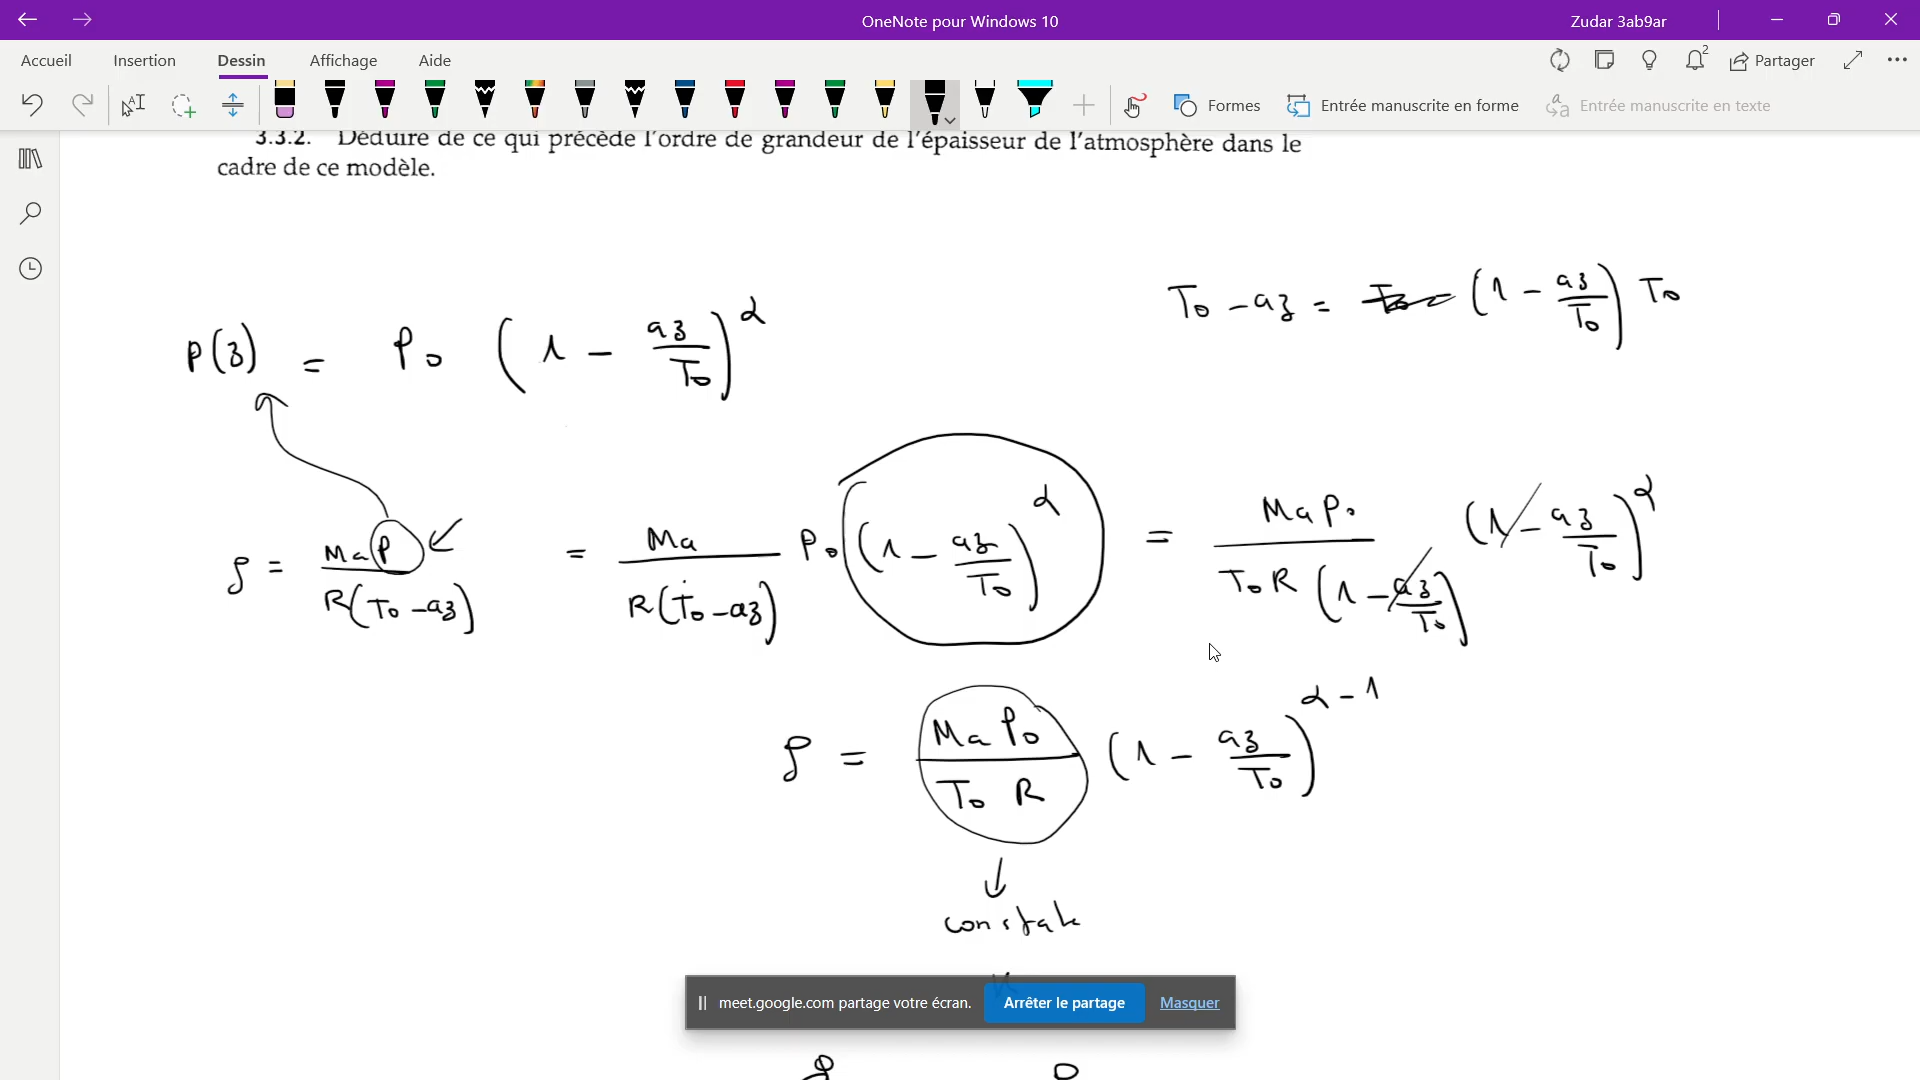 OneNote pour Windows 10
Zudar 3ab9ar
Accueil Insertion Dessin Affichage Aide
2
Partager
Formes Entrée manuscrite en forme Entrée manuscrite en texte
3.3.2. Déduire de ce qui précède l'ordre de grandeur de l'épaisseur de l'atmosphère dans le
cadre de ce modèle.
T₀ - az = (1 - az/T₀) T₀
P(z) = P₀ (1 - az/T₀)^α
ρ = MaP / R(T₀ - az) = Ma / R(T₀ - az) P₀ (1 - az/T₀)^α = MaP₀ / T₀R (1 - az/T₀) (1 - az/T₀)^α
ρ = MaP₀ / T₀ R (1 - az/T₀)^(α-1)
↓
constate
meet.google.com partage votre écran. Arrêter le partage Masquer